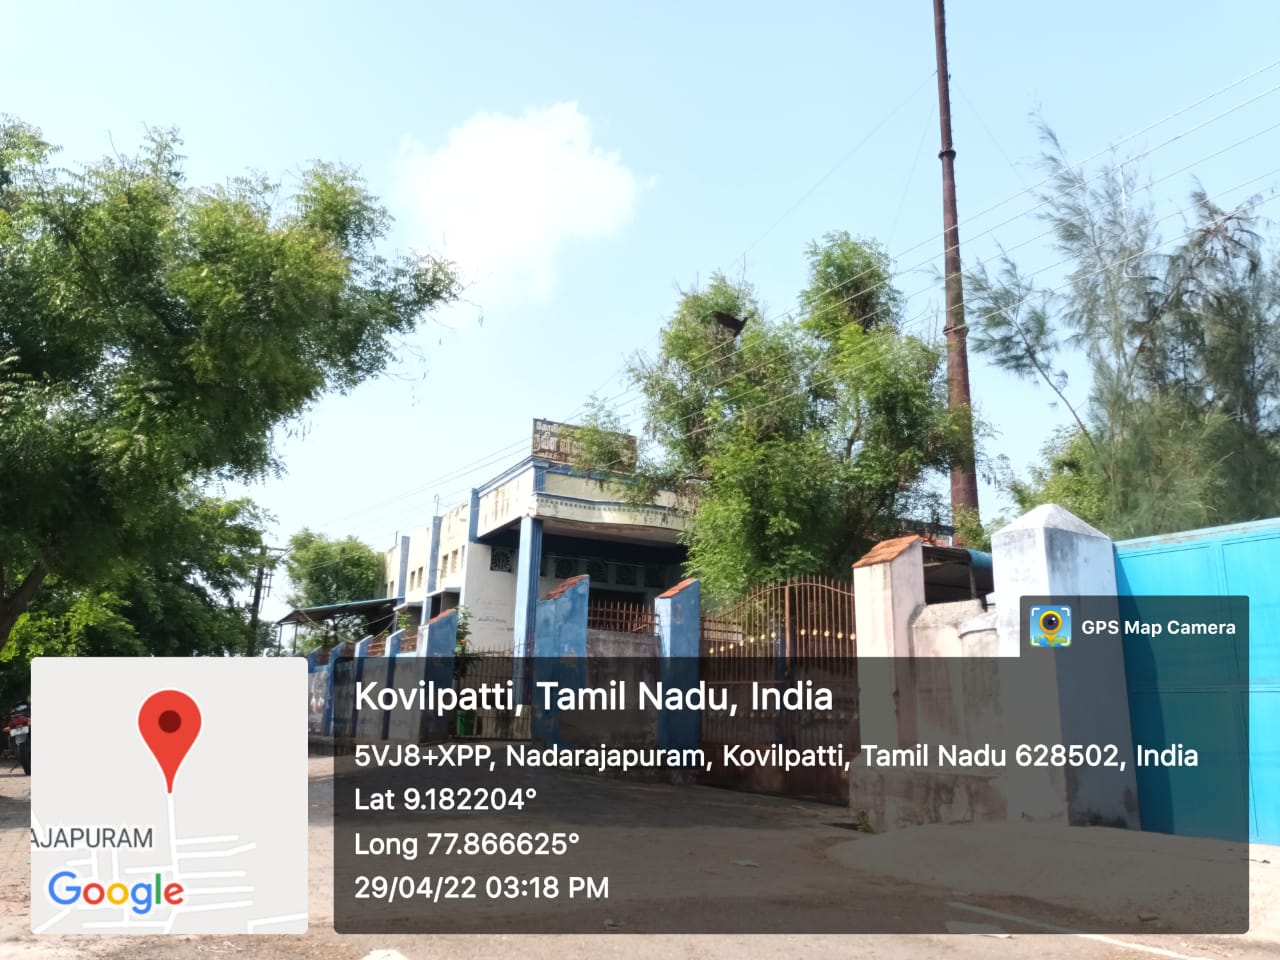 நவீன
GPS Map Camera
Kovilpatti, Tamil Nadu, India
5VJ8+XPP, Nadarajapuram, Kovilpatti, Tamil Nadu 628502, India
Lat 9.182204°
Long 77.866625°
29/04/22 03:18 PM
AJAPURAM
Google